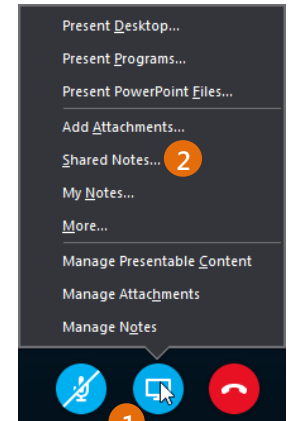 Present Desktop...
Present Programs...
Present PowerPoint Files...
Add Attachments...
Shared Notes... 2
My Notes...
More...
Manage Presentable Content
Manage Attachments
Manage Notes
1